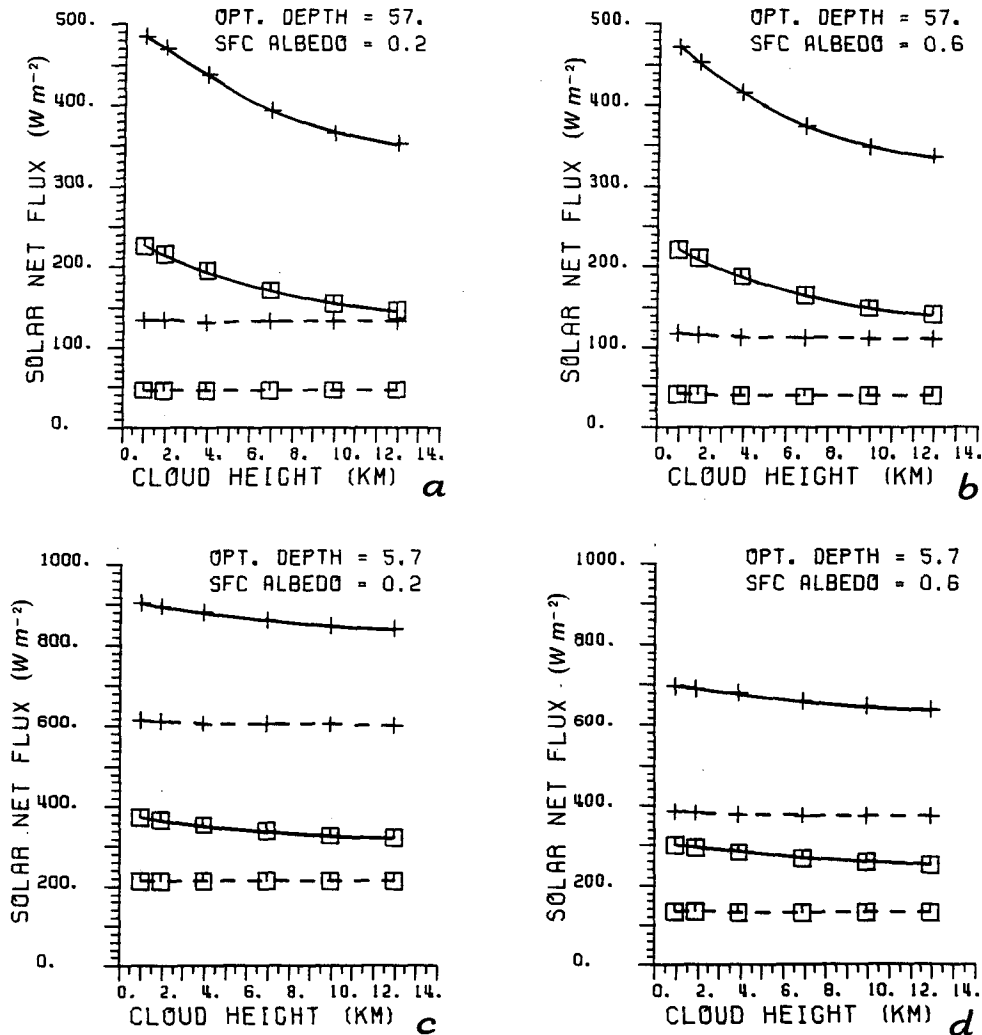 OPT. DEPTH = 57.
SFC ALBEDO = 0.2
SOLAR NET FLUX (W m⁻²)
500.
400.
300.
200.
100.
0.
0. 2. 4. 6. 8. 10. 12. 14.
CLOUD HEIGHT (KM)
a
OPT. DEPTH = 57.
SFC ALBEDO = 0.6
SOLAR NET FLUX (W m⁻²)
500.
400.
300.
200.
100.
0.
0. 2. 4. 6. 8. 10. 12. 14.
CLOUD HEIGHT (KM)
b
OPT. DEPTH = 5.7
SFC ALBEDO = 0.2
SOLAR NET FLUX (W m⁻²)
1000.
800.
600.
400.
200.
0.
0. 2. 4. 6. 8. 10. 12. 14.
CLOUD HEIGHT (KM)
c
OPT. DEPTH = 5.7
SFC ALBEDO = 0.6
SOLAR NET FLUX (W m⁻²)
1000.
800.
600.
400.
200.
0.
0. 2. 4. 6. 8. 10. 12. 14.
CLOUD HEIGHT (KM)
d